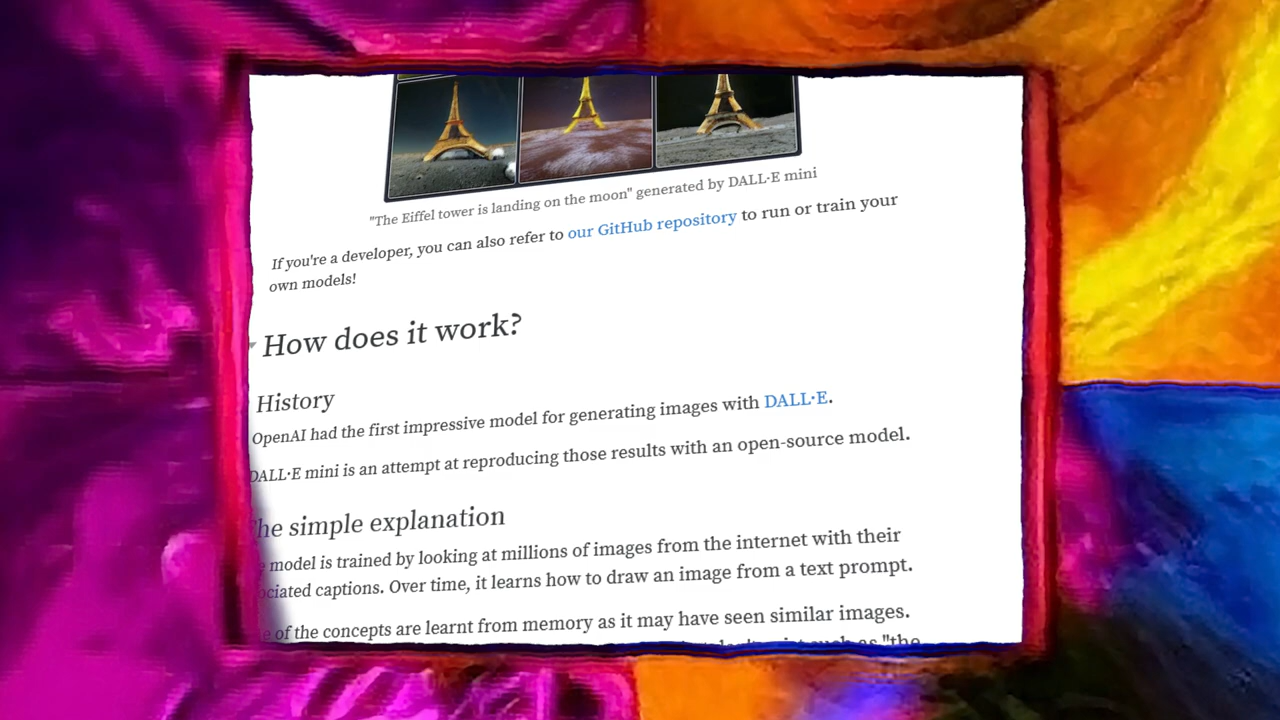 "The Eiffel tower is landing on the moon" generated by DALL·E mini
If you're a developer, you can also refer to our GitHub repository to run or train your
own models!
How does it work?
History
OpenAI had the first impressive model for generating images with DALL·E.
DALL·E mini is an attempt at reproducing those results with an open-source model.
The simple explanation
model is trained by looking at millions of images from the internet with their
captions. Over time, it learns how to draw an image from a text prompt.
of the concepts are learnt from memory as it may have seen similar images.
such as "the